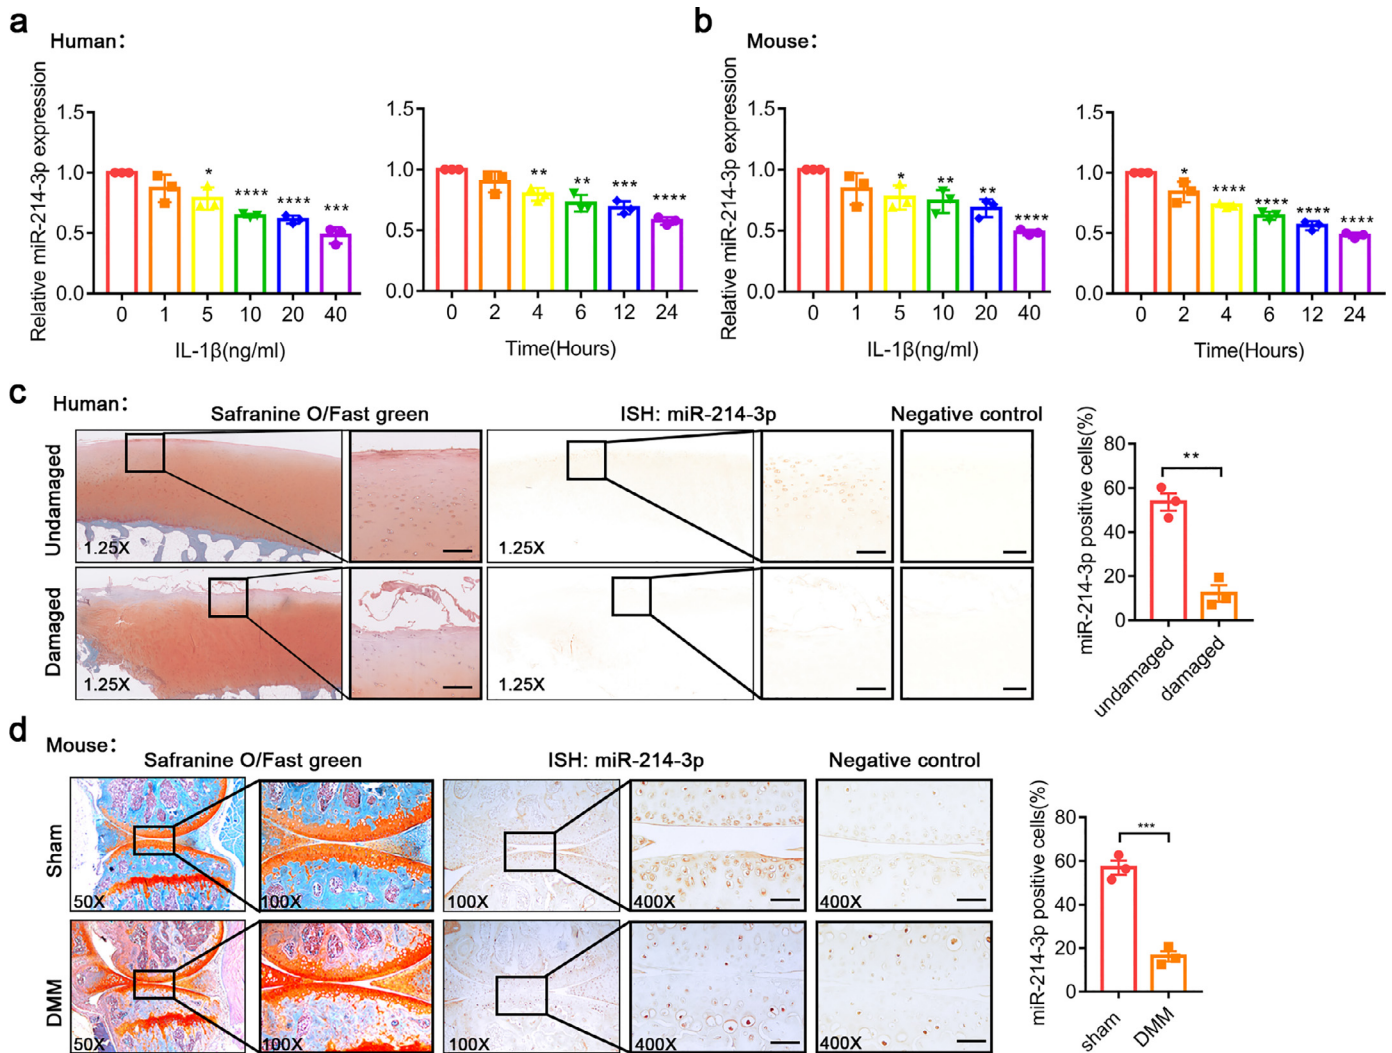 a
Human:
b
Mouse:
Relative miR-214-3p expression
1.5
1.0
0.5
0.0
*
****
****
***
0 1 5 10 20 40
IL-1β(ng/ml)
1.5
1.0
0.5
0.0
**
**
***
****
0 2 4 6 12 24
Time(Hours)
Relative miR-214-3p expression
1.5
1.0
0.5
0.0
*
**
**
****
0 1 5 10 20 40
IL-1β(ng/ml)
1.5
1.0
0.5
0.0
*
****
****
****
****
0 2 4 6 12 24
Time(Hours)
c
Human:
Safranine O/Fast green
ISH: miR-214-3p
Negative control
Undamaged
1.25X
1.25X
Damaged
1.25X
1.25X
miR-214-3p positive cells(%)
80
60
40
20
0
**
undamaged
damaged
d
Mouse:
Safranine O/Fast green
ISH: miR-214-3p
Negative control
Sham
50X
100X
100X
400X
400X
DMM
50X
100X
100X
400X
400X
miR-214-3p positive cells(%)
80
60
40
20
0
***
sham
DMM